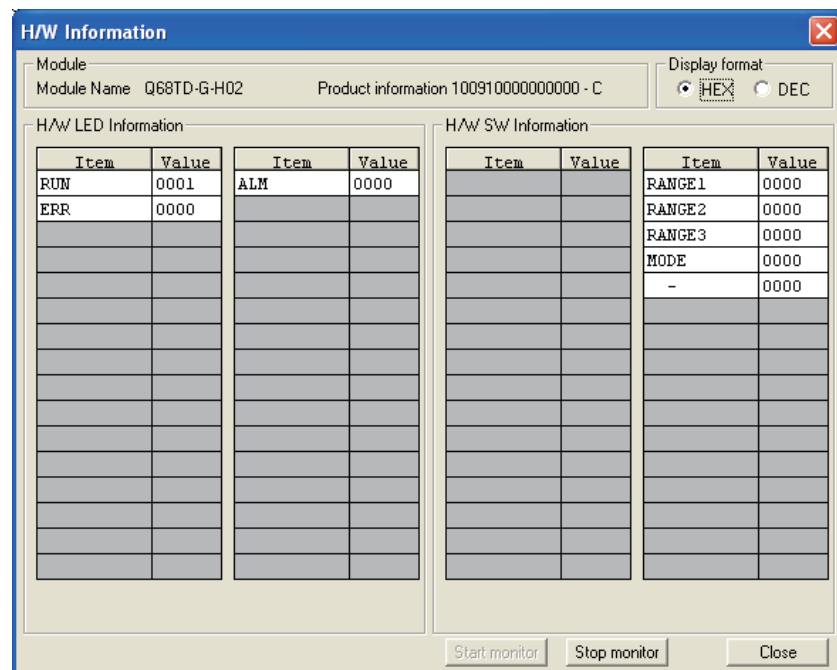 H/W Information
Module
Module Name Q68TD-G-H02 Product information 100910000000000 - C
Display format
HEX DEC
H/W LED Information
Item Value Item Value
RUN 0001 ALM 0000
ERR 0000
H/W SW Information
Item Value Item Value
RANGE1 0000
RANGE2 0000
RANGE3 0000
MODE 0000
- 0000
Start monitor Stop monitor Close